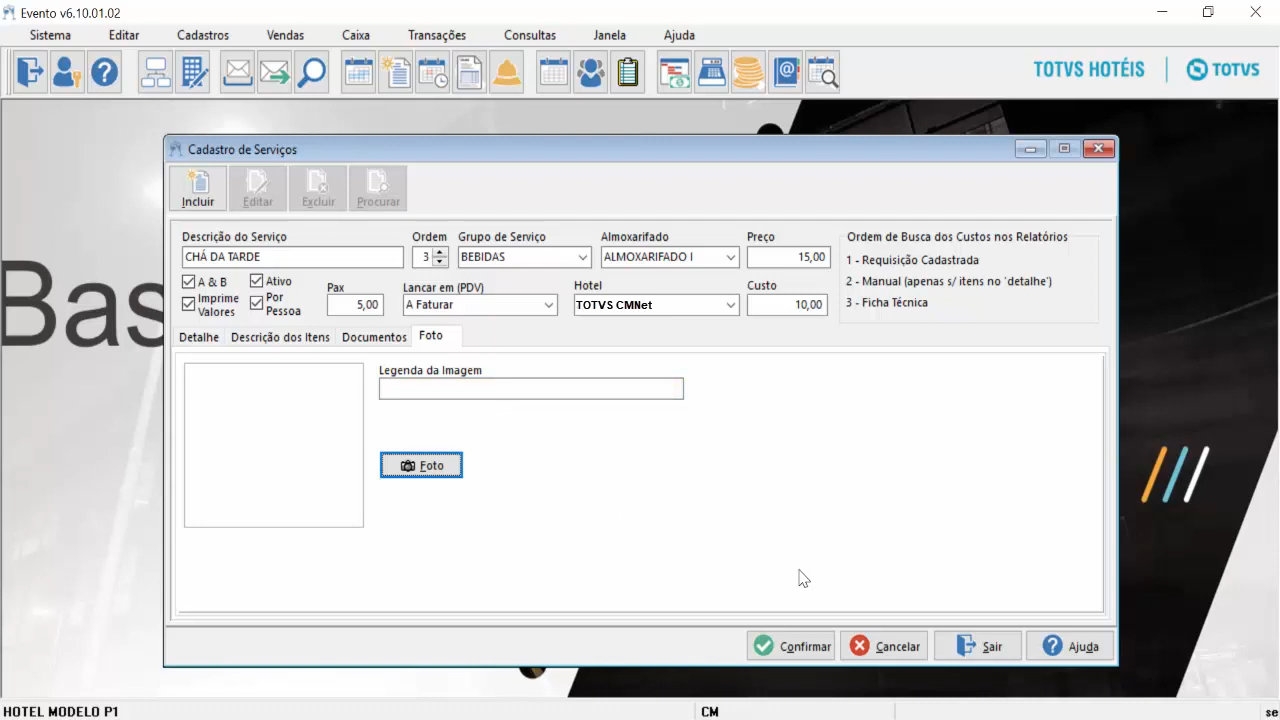 Evento v6.10.01.02
Sistema Editar Cadastros Vendas Caixa Transações Consultas Janela Ajuda
TOTVS HOTÉIS TOTVS
Cadastro de Serviços
Incluir Editar Excluir Procurar
Descrição do Serviço Ordem Grupo de Serviço Almoxarifado Preço Ordem de Busca dos Custos nos Relatórios
CHÁ DA TARDE 3 BEBIDAS ALMOXARIFADO I 15,00 1 - Requisição Cadastrada
A & B Ativo Pax Lancar em (PDV) Hotel Custo 2 - Manual (apenas s/ itens no 'detalhe')
Imprime Valores Por Pessoa 5,00 A Faturar TOTVS CMNet 10,00 3 - Ficha Técnica
Detalhe Descrição dos Itens Documentos Foto
Legenda da Imagem
Foto
Bas
Confirmar Cancelar Sair Ajuda
HOTEL MODELO P1 CM se